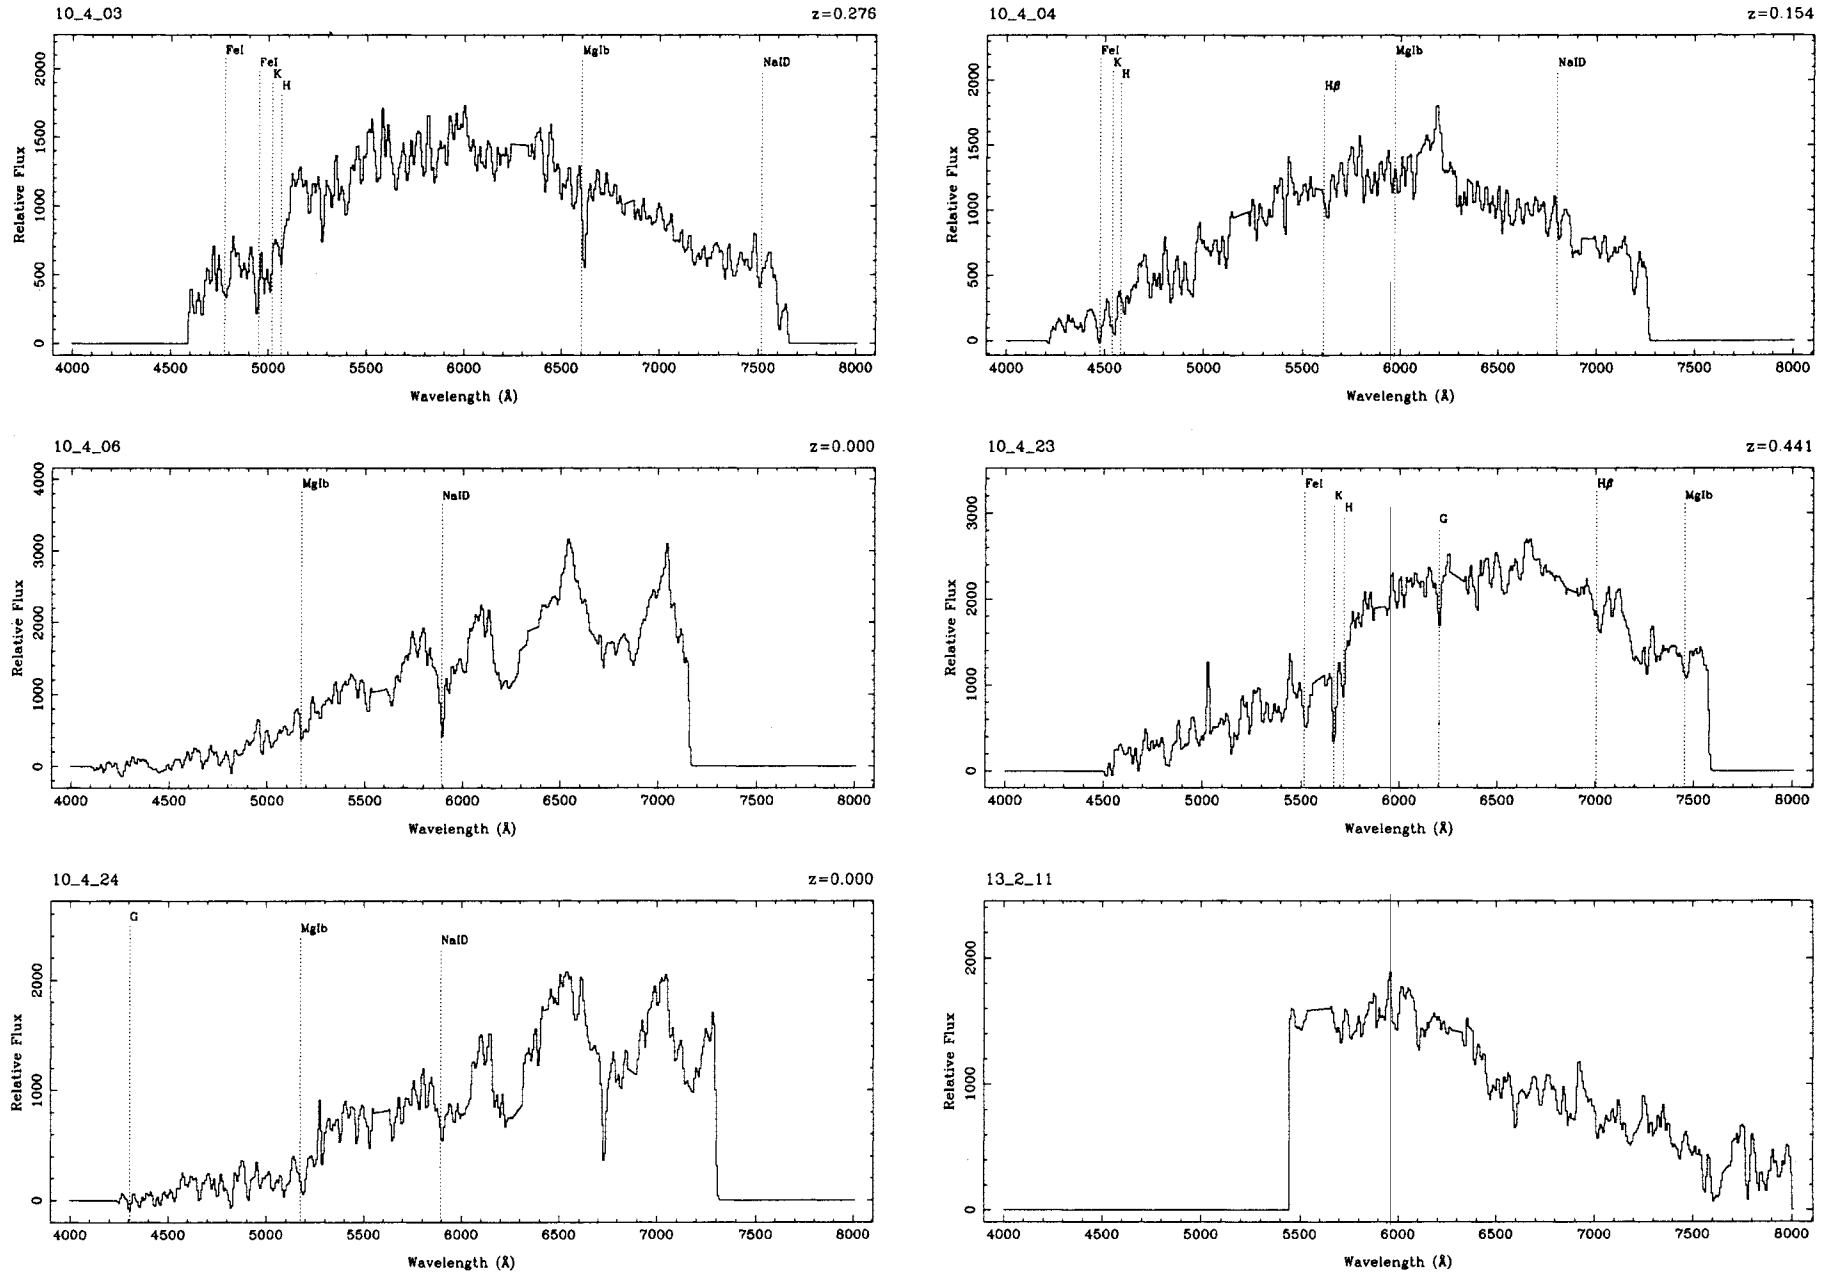 10_4_03 z=0.276
FeI
FeI
K
H
MgIb
NaID
2000
1500
1000
500
0
Relative Flux
4000 4500 5000 5500 6000 6500 7000 7500 8000
Wavelength (Å)
10_4_04 z=0.154
FeI
K
H
Hβ
MgIb
NaID
2000
1500
1000
500
0
Relative Flux
4000 4500 5000 5500 6000 6500 7000 7500 8000
Wavelength (Å)
10_4_06 z=0.000
MgIb
NaID
4000
3000
2000
1000
0
Relative Flux
4000 4500 5000 5500 6000 6500 7000 7500 8000
Wavelength (Å)
10_4_23 z=0.441
FeI
K
H
G
Hβ
MgIb
3000
2000
1000
0
Relative Flux
4000 4500 5000 5500 6000 6500 7000 7500 8000
Wavelength (Å)
10_4_24 z=0.000
G
MgIb
NaID
2000
1000
0
Relative Flux
4000 4500 5000 5500 6000 6500 7000 7500 8000
Wavelength (Å)
13_2_11
2000
1000
0
Relative Flux
4000 4500 5000 5500 6000 6500 7000 7500 8000
Wavelength (Å)